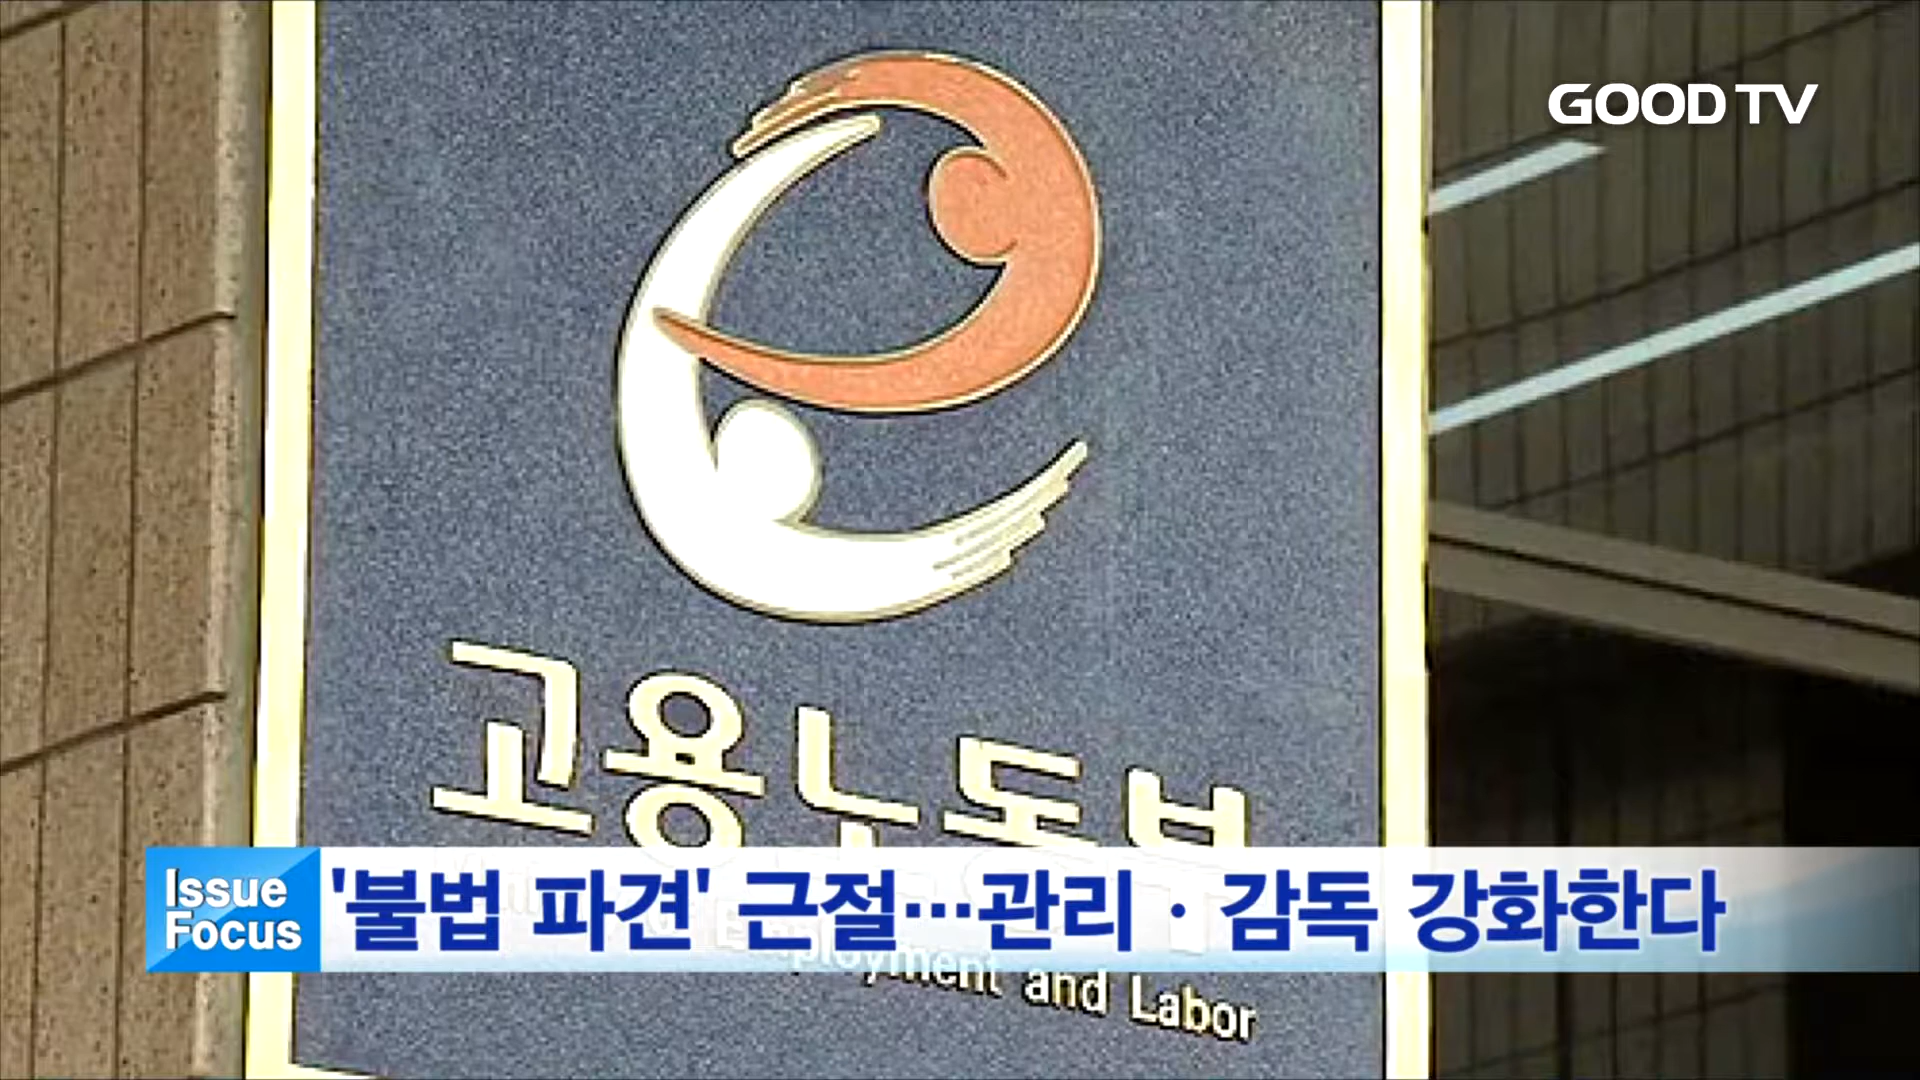 GOOD TV
고용노동부
Employment and Labor
Issue
Focus
'불법 파견' 근절…관리·감독 강화한다